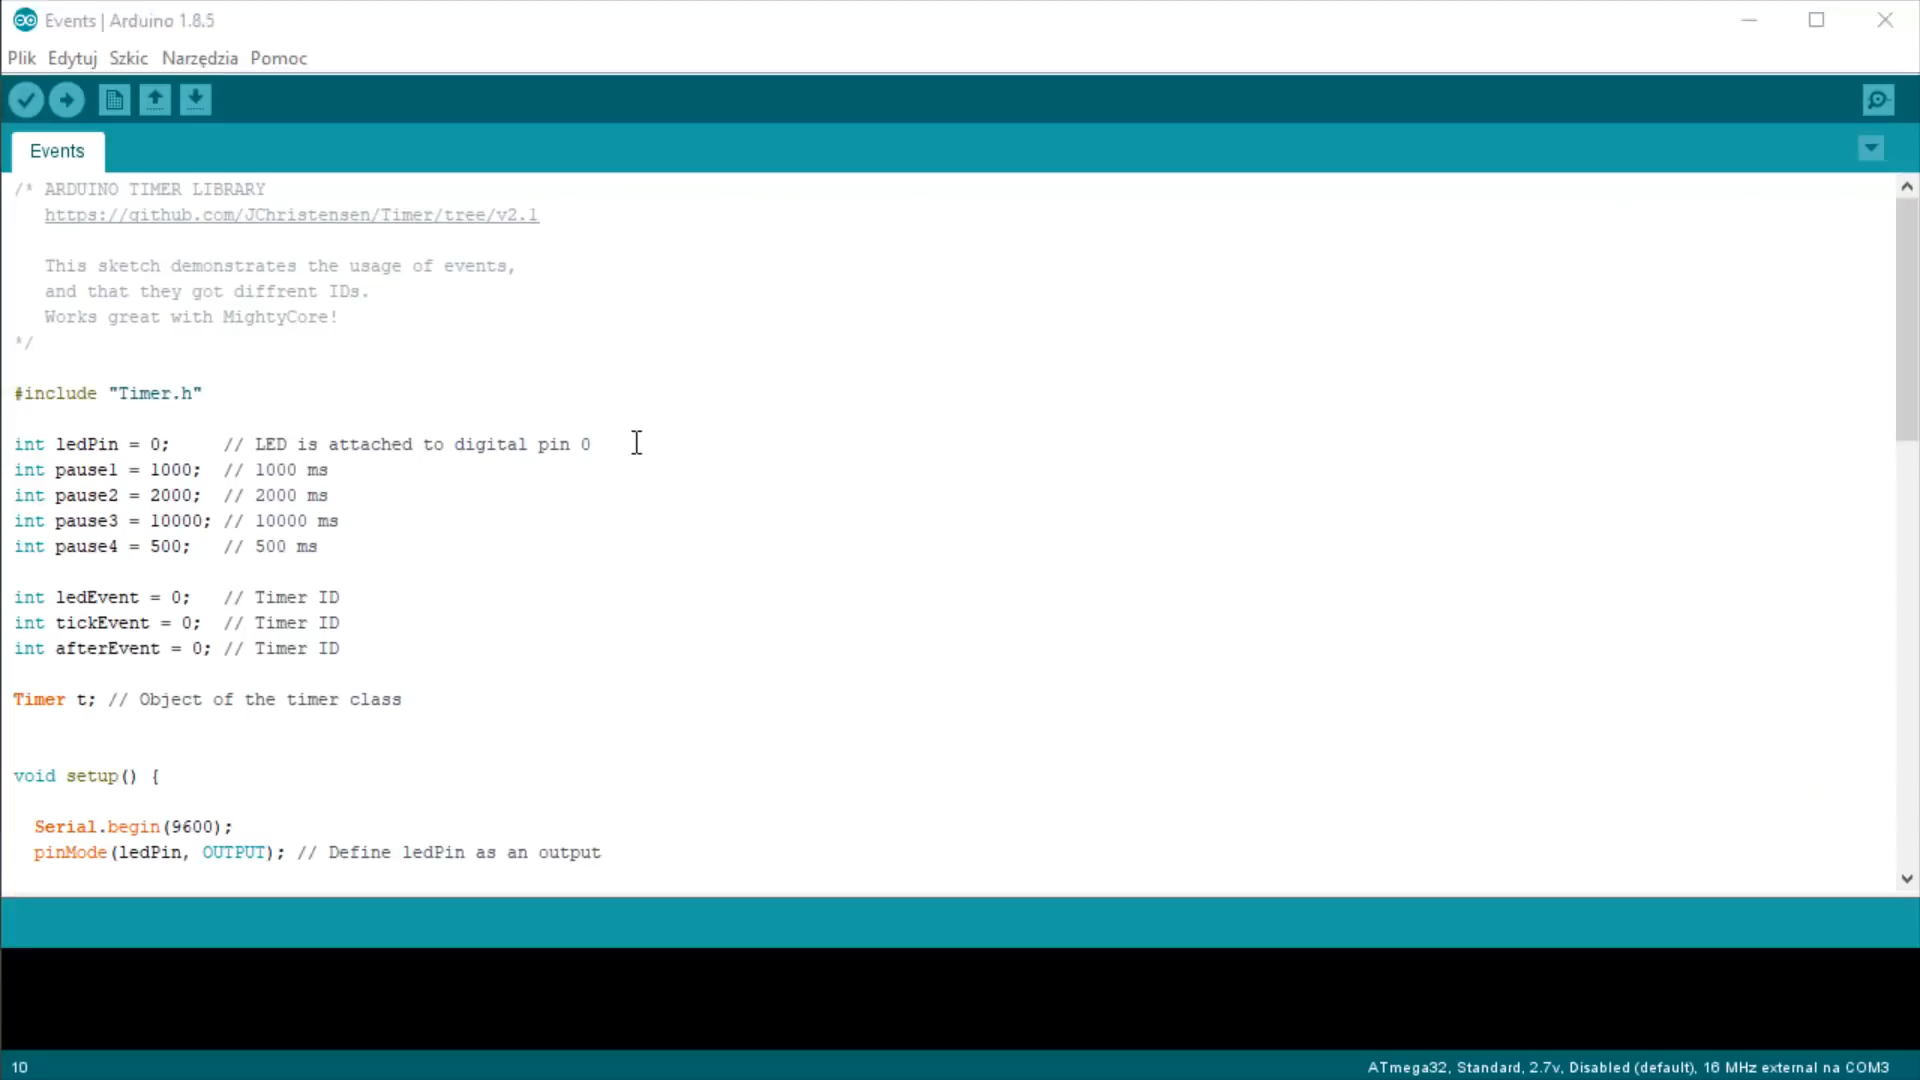 Events | Arduino 1.8.5
Plik Edytuj Szkic Narzędzia Pomoc
Events
/* ARDUINO TIMER LIBRARY
https://github.com/JChristensen/Timer/tree/v2.1
This sketch demonstrates the usage of events,
and that they got diffrent IDs.
Works great with MightyCore!
*/
#include "Timer.h"
int ledPin = 0; // LED is attached to digital pin 0
int pause1 = 1000; // 1000 ms
int pause2 = 2000; // 2000 ms
int pause3 = 10000; // 10000 ms
int pause4 = 500; // 500 ms
int ledEvent = 0; // Timer ID
int tickEvent = 0; // Timer ID
int afterEvent = 0; // Timer ID
Timer t; // Object of the timer class
void setup() {
Serial.begin(9600);
pinMode(ledPin, OUTPUT); // Define ledPin as an output
10
ATmega32, Standard, 2.7v, Disabled (default), 16 MHz external na COM3